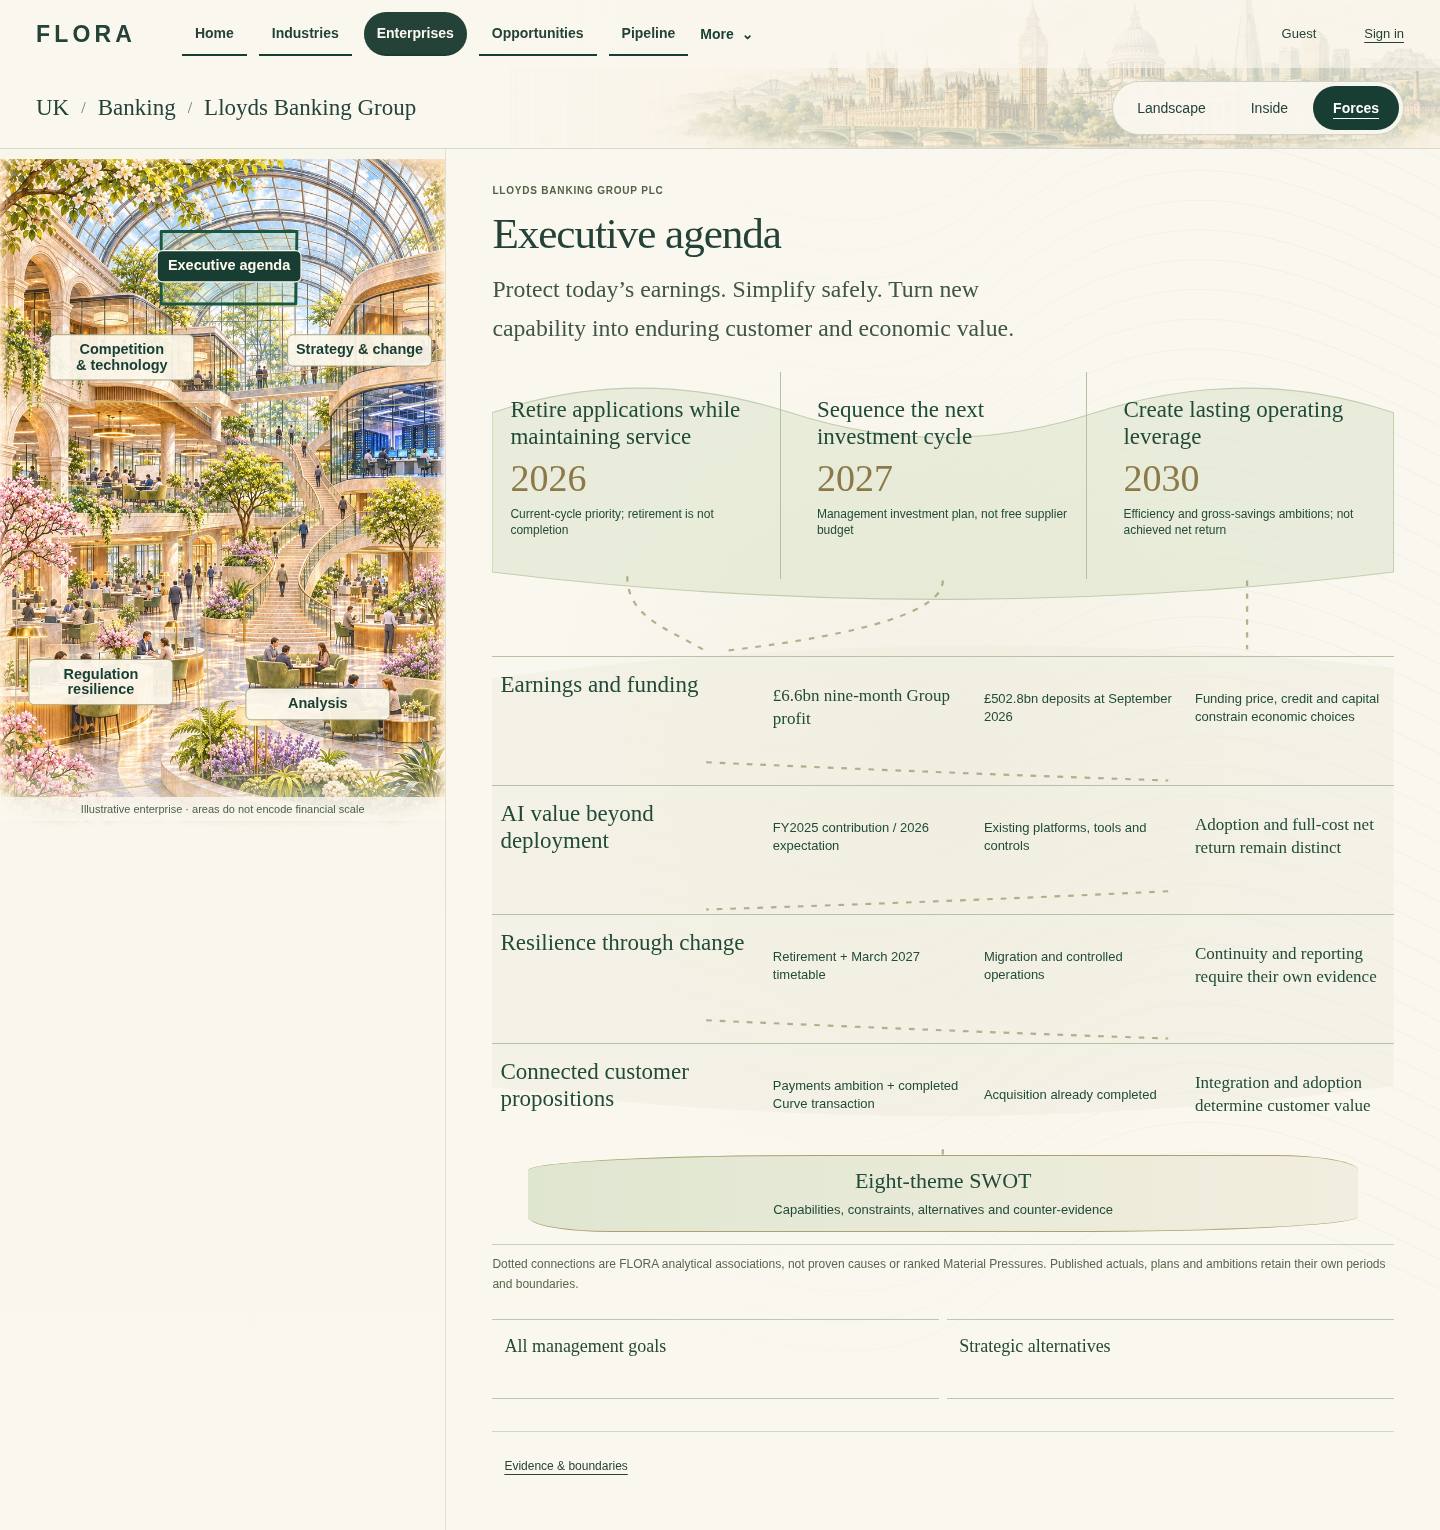 FLORA
Home
Industries
Enterprises
Opportunities
Pipeline
More
Guest
Sign in
UK / Banking / Lloyds Banking Group
Landscape
Inside
Forces
Executive agenda
Competition
& technology
Strategy & change
Regulation
resilience
Analysis
Illustrative enterprise · areas do not encode financial scale
LLOYDS BANKING GROUP PLC
Executive agenda
Protect today’s earnings. Simplify safely. Turn new
capability into enduring customer and economic value.
Retire applications while
maintaining service
2026
Current-cycle priority; retirement is not
completion
Sequence the next
investment cycle
2027
Management investment plan, not free supplier
budget
Create lasting operating
leverage
2030
Efficiency and gross-savings ambitions; not
achieved net return
Earnings and funding
£6.6bn nine-month Group
profit
£502.8bn deposits at September
2026
Funding price, credit and capital
constrain economic choices
AI value beyond
deployment
FY2025 contribution / 2026
expectation
Existing platforms, tools and
controls
Adoption and full-cost net
return remain distinct
Resilience through change
Retirement + March 2027
timetable
Migration and controlled
operations
Continuity and reporting
require their own evidence
Connected customer
propositions
Payments ambition + completed
Curve transaction
Acquisition already completed
Integration and adoption
determine customer value
Eight-theme SWOT
Capabilities, constraints, alternatives and counter-evidence
Dotted connections are FLORA analytical associations, not proven causes or ranked Material Pressures. Published actuals, plans and ambitions retain their own periods
and boundaries.
All management goals
Strategic alternatives
Evidence & boundaries